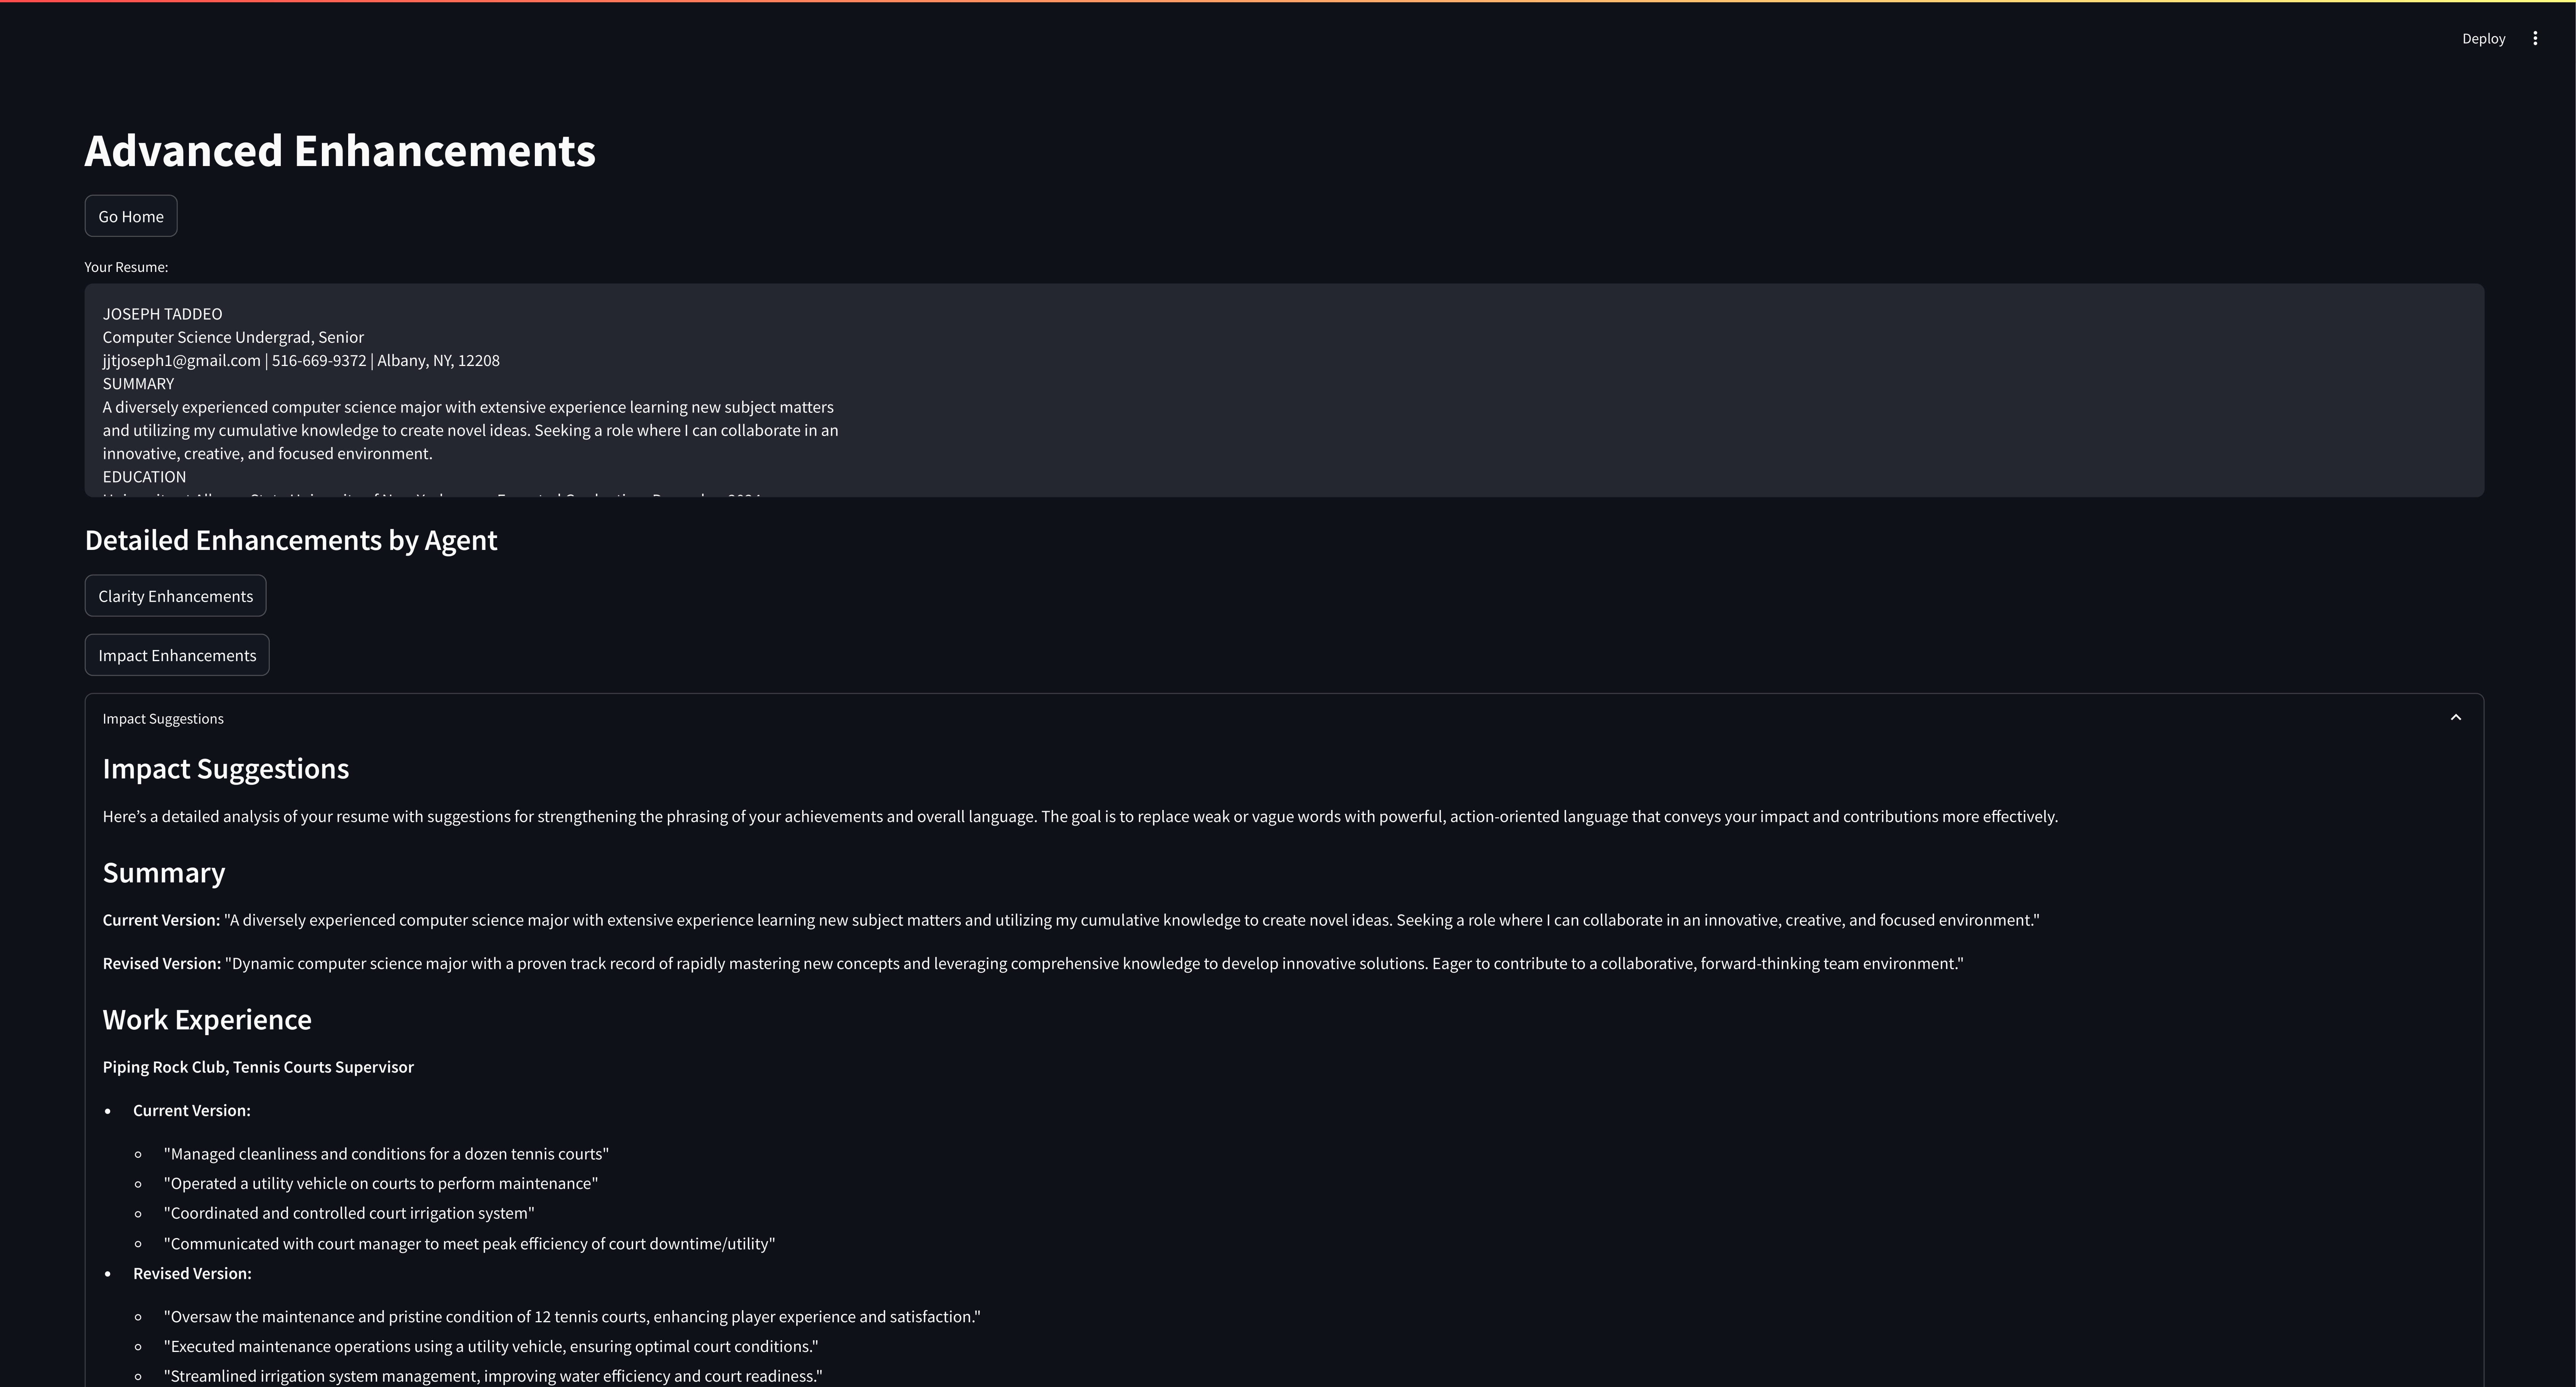 Deploy
Advanced Enhancements
Go Home
Your Resume:
JOSEPH TADDEO
Computer Science Undergrad, Senior
jjtjoseph1@gmail.com | 516-669-9372 | Albany, NY, 12208
SUMMARY
A diversely experienced computer science major with extensive experience learning new subject matters
and utilizing my cumulative knowledge to create novel ideas. Seeking a role where I can collaborate in an
innovative, creative, and focused environment.
EDUCATION
Detailed Enhancements by Agent
Clarity Enhancements
Impact Enhancements
Impact Suggestions
Impact Suggestions
Here’s a detailed analysis of your resume with suggestions for strengthening the phrasing of your achievements and overall language. The goal is to replace weak or vague words with powerful, action-oriented language that conveys your impact and contributions more effectively.
Summary
Current Version: "A diversely experienced computer science major with extensive experience learning new subject matters and utilizing my cumulative knowledge to create novel ideas. Seeking a role where I can collaborate in an innovative, creative, and focused environment."
Revised Version: "Dynamic computer science major with a proven track record of rapidly mastering new concepts and leveraging comprehensive knowledge to develop innovative solutions. Eager to contribute to a collaborative, forward-thinking team environment."
Work Experience
Piping Rock Club, Tennis Courts Supervisor
• Current Version:
◦ "Managed cleanliness and conditions for a dozen tennis courts"
◦ "Operated a utility vehicle on courts to perform maintenance"
◦ "Coordinated and controlled court irrigation system"
◦ "Communicated with court manager to meet peak efficiency of court downtime/utility"
• Revised Version:
◦ "Oversaw the maintenance and pristine condition of 12 tennis courts, enhancing player experience and satisfaction."
◦ "Executed maintenance operations using a utility vehicle, ensuring optimal court conditions."
◦ "Streamlined irrigation system management, improving water efficiency and court readiness."